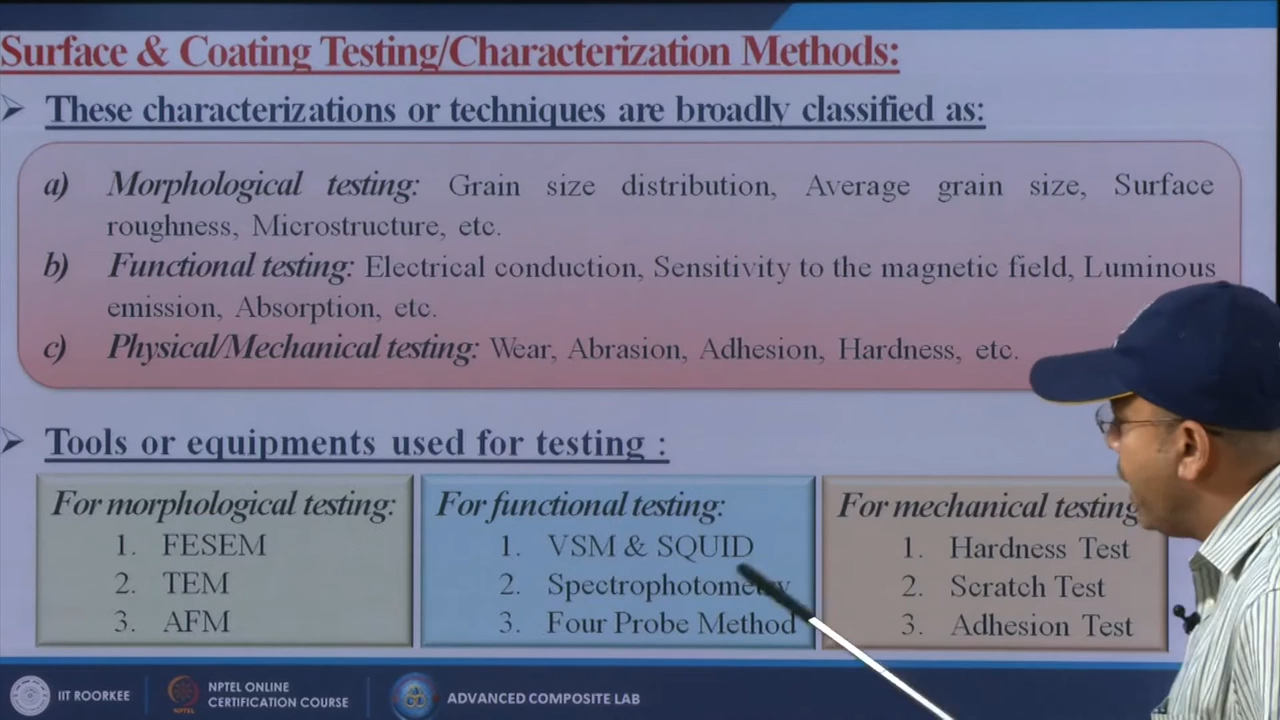 Surface & Coating Testing/Characterization Methods:
➢ These characterizations or techniques are broadly classified as:
a) Morphological testing: Grain size distribution, Average grain size, Surface
roughness, Microstructure, etc.
b) Functional testing: Electrical conduction, Sensitivity to the magnetic field, Luminous
emission, Absorption, etc.
c) Physical/Mechanical testing: Wear, Abrasion, Adhesion, Hardness, etc.
➢ Tools or equipments used for testing :
For morphological testing:
1. FESEM
2. TEM
3. AFM
For functional testing:
1. VSM & SQUID
2. Spectrophotometry
3. Four Probe Method
For mechanical testing
1. Hardness Test
2. Scratch Test
3. Adhesion Test
IIT ROORKEE
NPTEL
NPTEL ONLINE
CERTIFICATION COURSE
ADVANCED COMPOSITE LAB